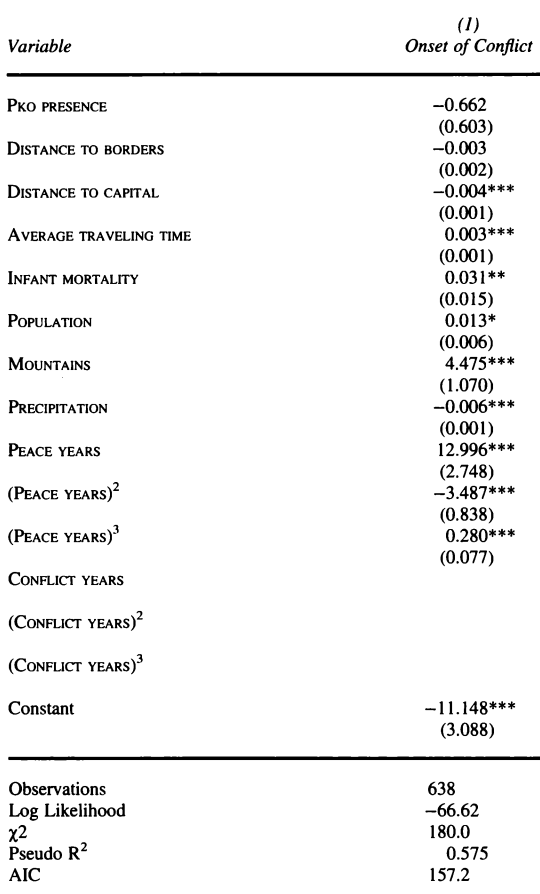 (1)
Variable Onset of Conflict
PKO PRESENCE −0.662
(0.603)
DISTANCE TO BORDERS −0.003
(0.002)
DISTANCE TO CAPITAL −0.004***
(0.001)
AVERAGE TRAVELING TIME 0.003***
(0.001)
INFANT MORTALITY 0.031**
(0.015)
POPULATION 0.013*
(0.006)
MOUNTAINS 4.475***
(1.070)
PRECIPITATION −0.006***
(0.001)
PEACE YEARS 12.996***
(2.748)
(PEACE YEARS)² −3.487***
(0.838)
(PEACE YEARS)³ 0.280***
(0.077)
CONFLICT YEARS
(CONFLICT YEARS)²
(CONFLICT YEARS)³
Constant −11.148***
(3.088)
Observations 638
Log Likelihood −66.62
χ2 180.0
Pseudo R² 0.575
AIC 157.2